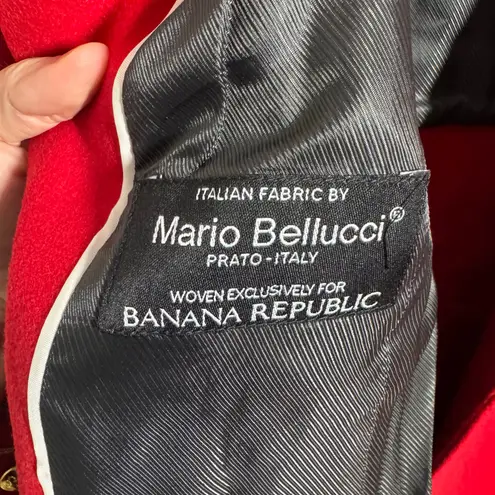 ITALIAN FABRIC BY
Mario Bellucci®
PRATO-ITALY
WOVEN EXCLUSIVELY FOR
BANANA REPUBLIC